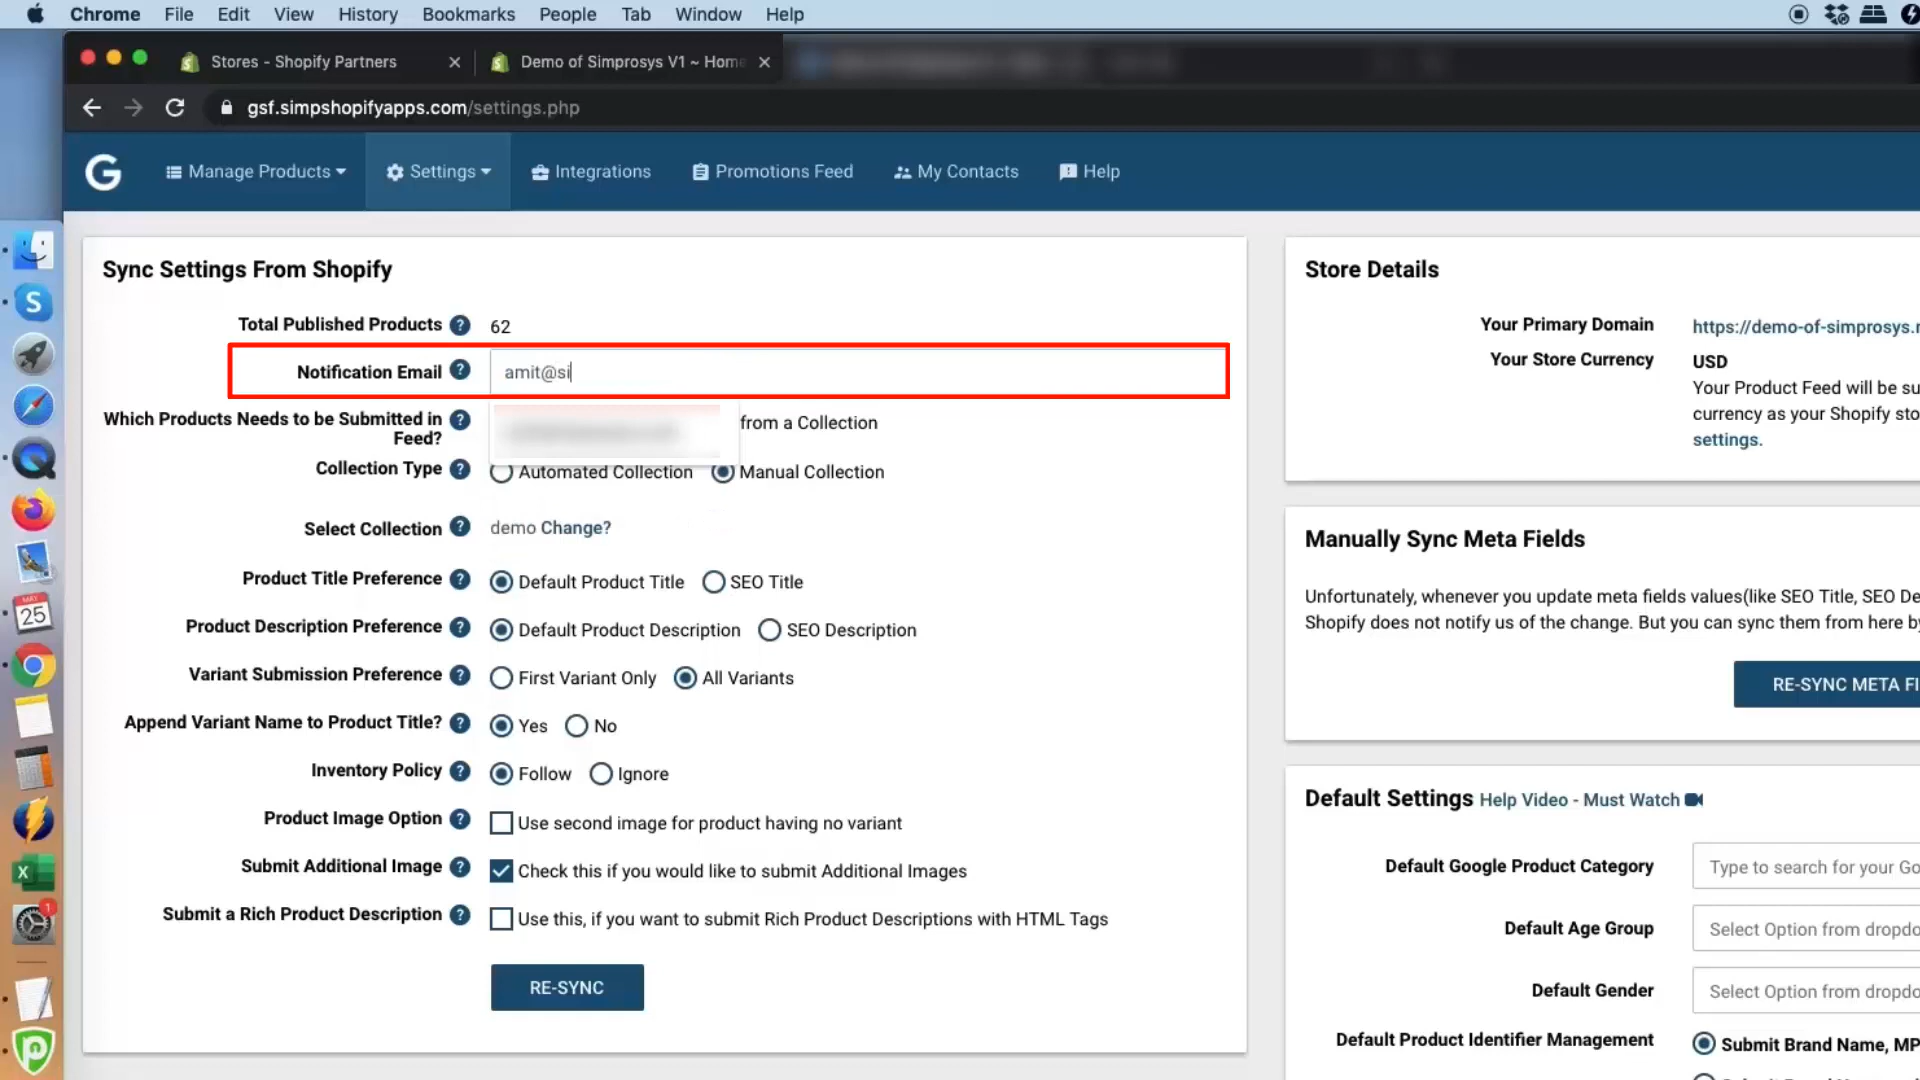 Chrome File Edit View History Bookmarks People Tab Window Help
Stores - Shopify Partners
Demo of Simprosys V1 ~ Home
gsf.simpshopifyapps.com/settings.php
G Manage Products Settings Integrations Promotions Feed My Contacts Help
Sync Settings From Shopify
Total Published Products ? 62
Notification Email ? amit@si
Which Products Needs to be Submitted in
Feed? ? from a Collection
Collection Type ? Automated Collection Manual Collection
Select Collection ? demo Change?
Product Title Preference ? Default Product Title SEO Title
Product Description Preference ? Default Product Description SEO Description
Variant Submission Preference ? First Variant Only All Variants
Append Variant Name to Product Title? ? Yes No
Inventory Policy ? Follow Ignore
Product Image Option ? Use second image for product having no variant
Submit Additional Image ? Check this if you would like to submit Additional Images
Submit a Rich Product Description ? Use this, if you want to submit Rich Product Descriptions with HTML Tags
RE-SYNC
Store Details
Your Primary Domain https://demo-of-simprosys.
Your Store Currency USD
Your Product Feed will be su
currency as your Shopify sto
settings.
Manually Sync Meta Fields
Unfortunately, whenever you update meta fields values(like SEO Title, SEO De
Shopify does not notify us of the change. But you can sync them from here by
RE-SYNC META FI
Default Settings Help Video - Must Watch
Default Google Product Category Type to search for your Go
Default Age Group Select Option from dropdo
Default Gender Select Option from dropdo
Default Product Identifier Management Submit Brand Name, MP
S
MAY
25
X
1